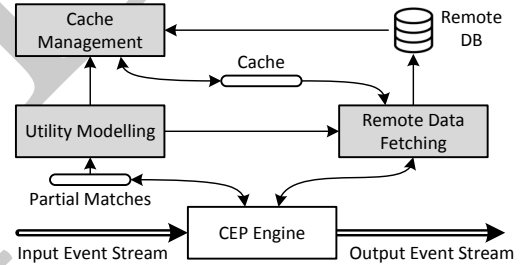 Cache
Management
Remote
DB
Cache
Utility Modelling
Remote Data
Fetching
Partial Matches
CEP Engine
Input Event Stream
Output Event Stream